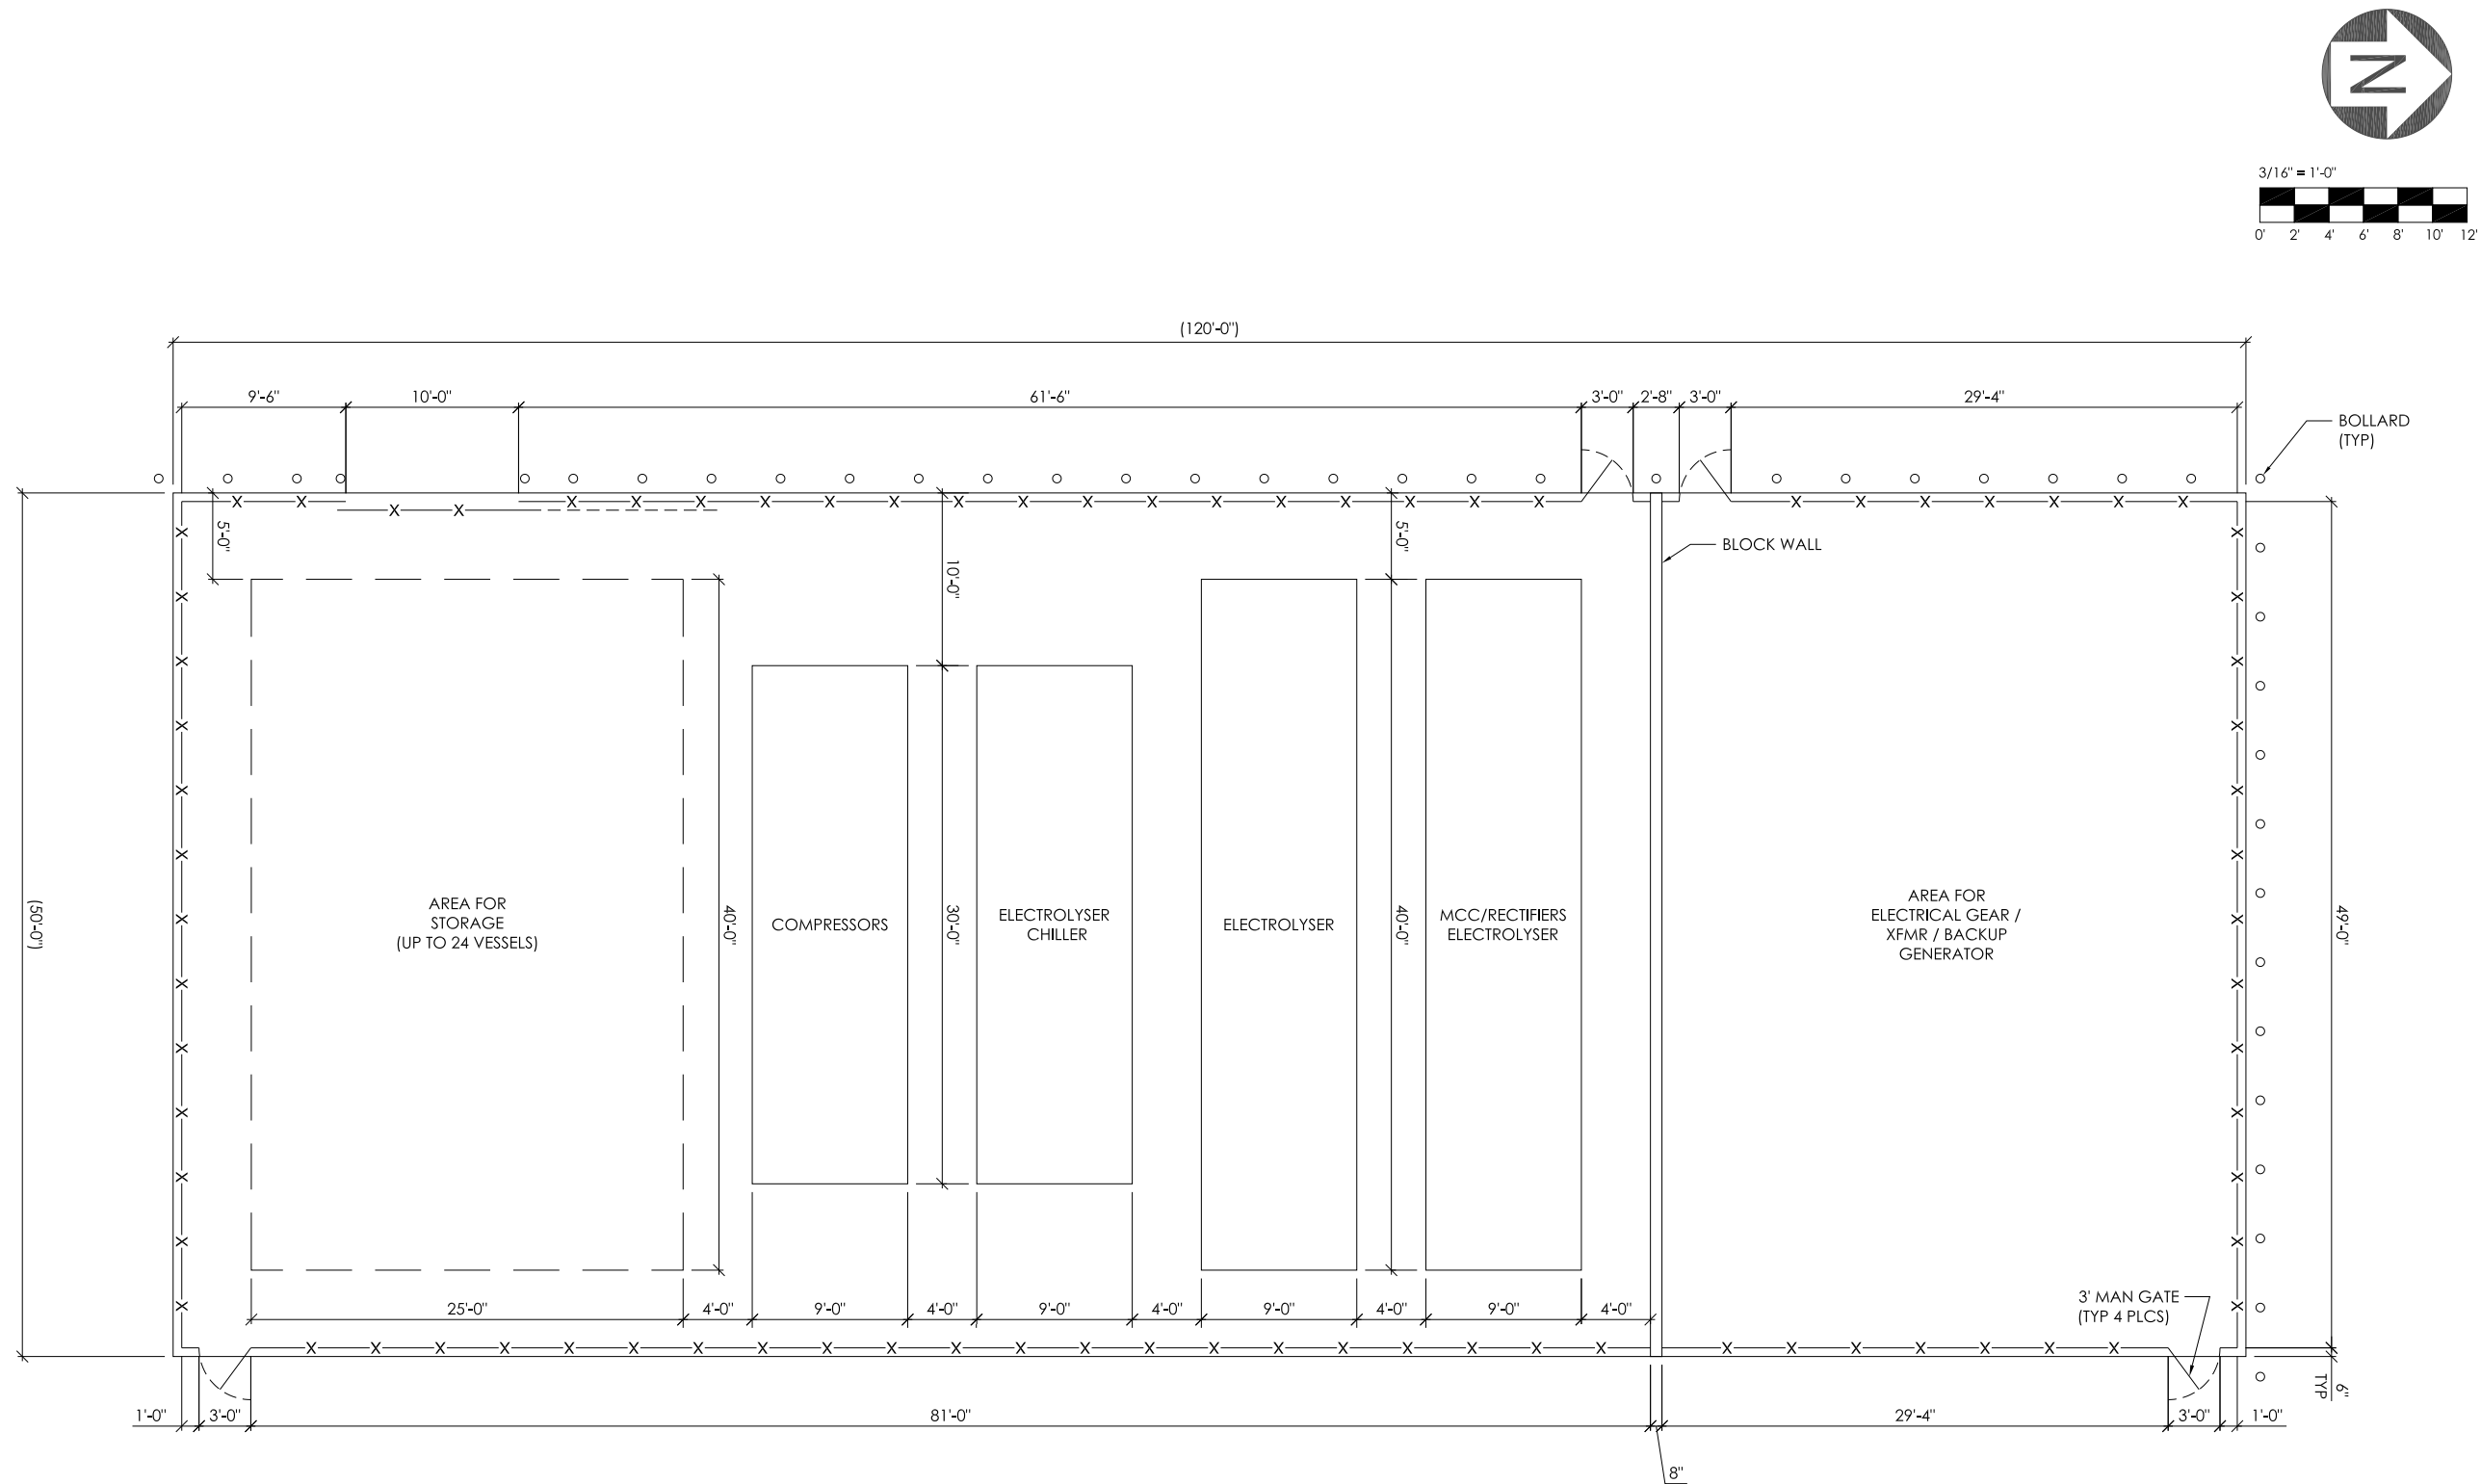 N
3/16" = 1'-0"
0' 2' 4' 6' 8' 10' 12'
(120'-0")
9'-6" 10'-0" 61'-6" 3'-0" 2'-8" 3'-0" 29'-4"
BOLLARD
(TYP)
X X X X X X X X X X X X X X X X X X X X X X X X X X X X
5'-0" 10'-0" 5'-0"
BLOCK WALL
(50'-0")
AREA FOR
STORAGE
(UP TO 24 VESSELS)
40'-0"
COMPRESSORS
30'-0"
ELECTROLYSER
CHILLER
ELECTROLYSER
40'-0"
MCC/RECTIFIERS
ELECTROLYSER
AREA FOR
ELECTRICAL GEAR /
XFMR / BACKUP
GENERATOR
49'-0"
3' MAN GATE
(TYP 4 PLCS)
25'-0" 4'-0" 9'-0" 4'-0" 9'-0" 4'-0" 9'-0" 4'-0" 9'-0" 4'-0"
X X X X X X X X X X X X X X X X X X X X X X X X X X X X
6"
TYP
1'-0" 3'-0" 81'-0" 29'-4" 3'-0" 1'-0"
8"